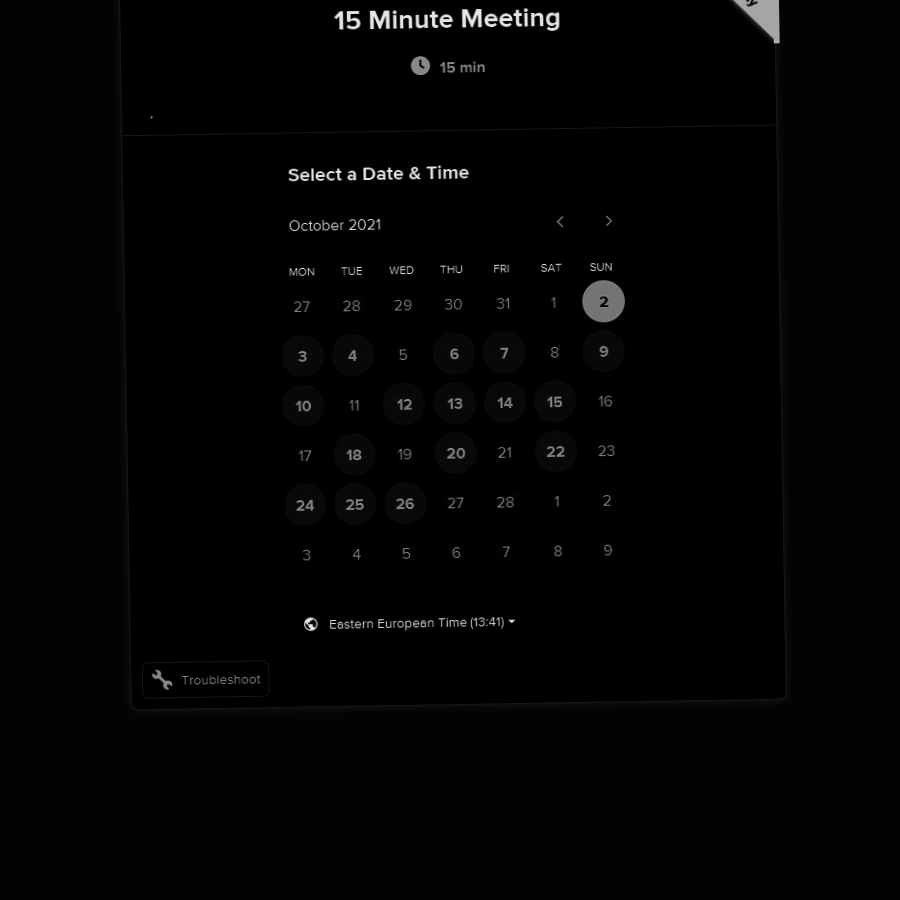 15 Minute Meeting
15 min
Select a Date & Time
October 2021
MON TUE WED THU FRI SAT SUN
27 28 29 30 31 1 2
3 4 5 6 7 8 9
10 11 12 13 14 15 16
17 18 19 20 21 22 23
24 25 26 27 28 1 2
3 4 5 6 7 8 9
Eastern European Time (13:41)
Troubleshoot